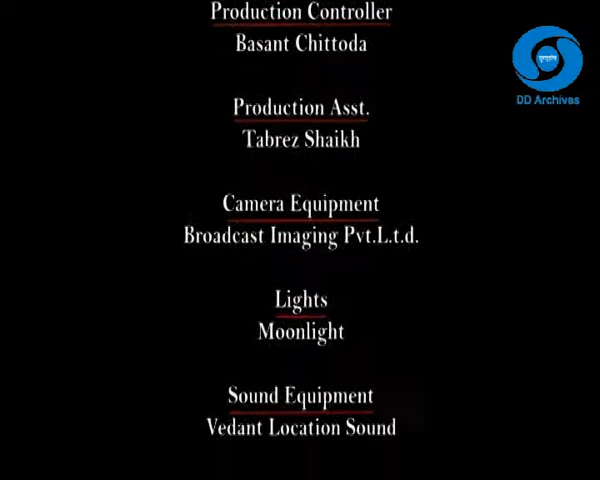 Production Controller
Basant Chittoda
DD Archives
Production Asst.
Tabrez Shaikh
Camera Equipment
Broadcast Imaging Pvt.L.t.d.
Lights
Moonlight
Sound Equipment
Vedant Location Sound